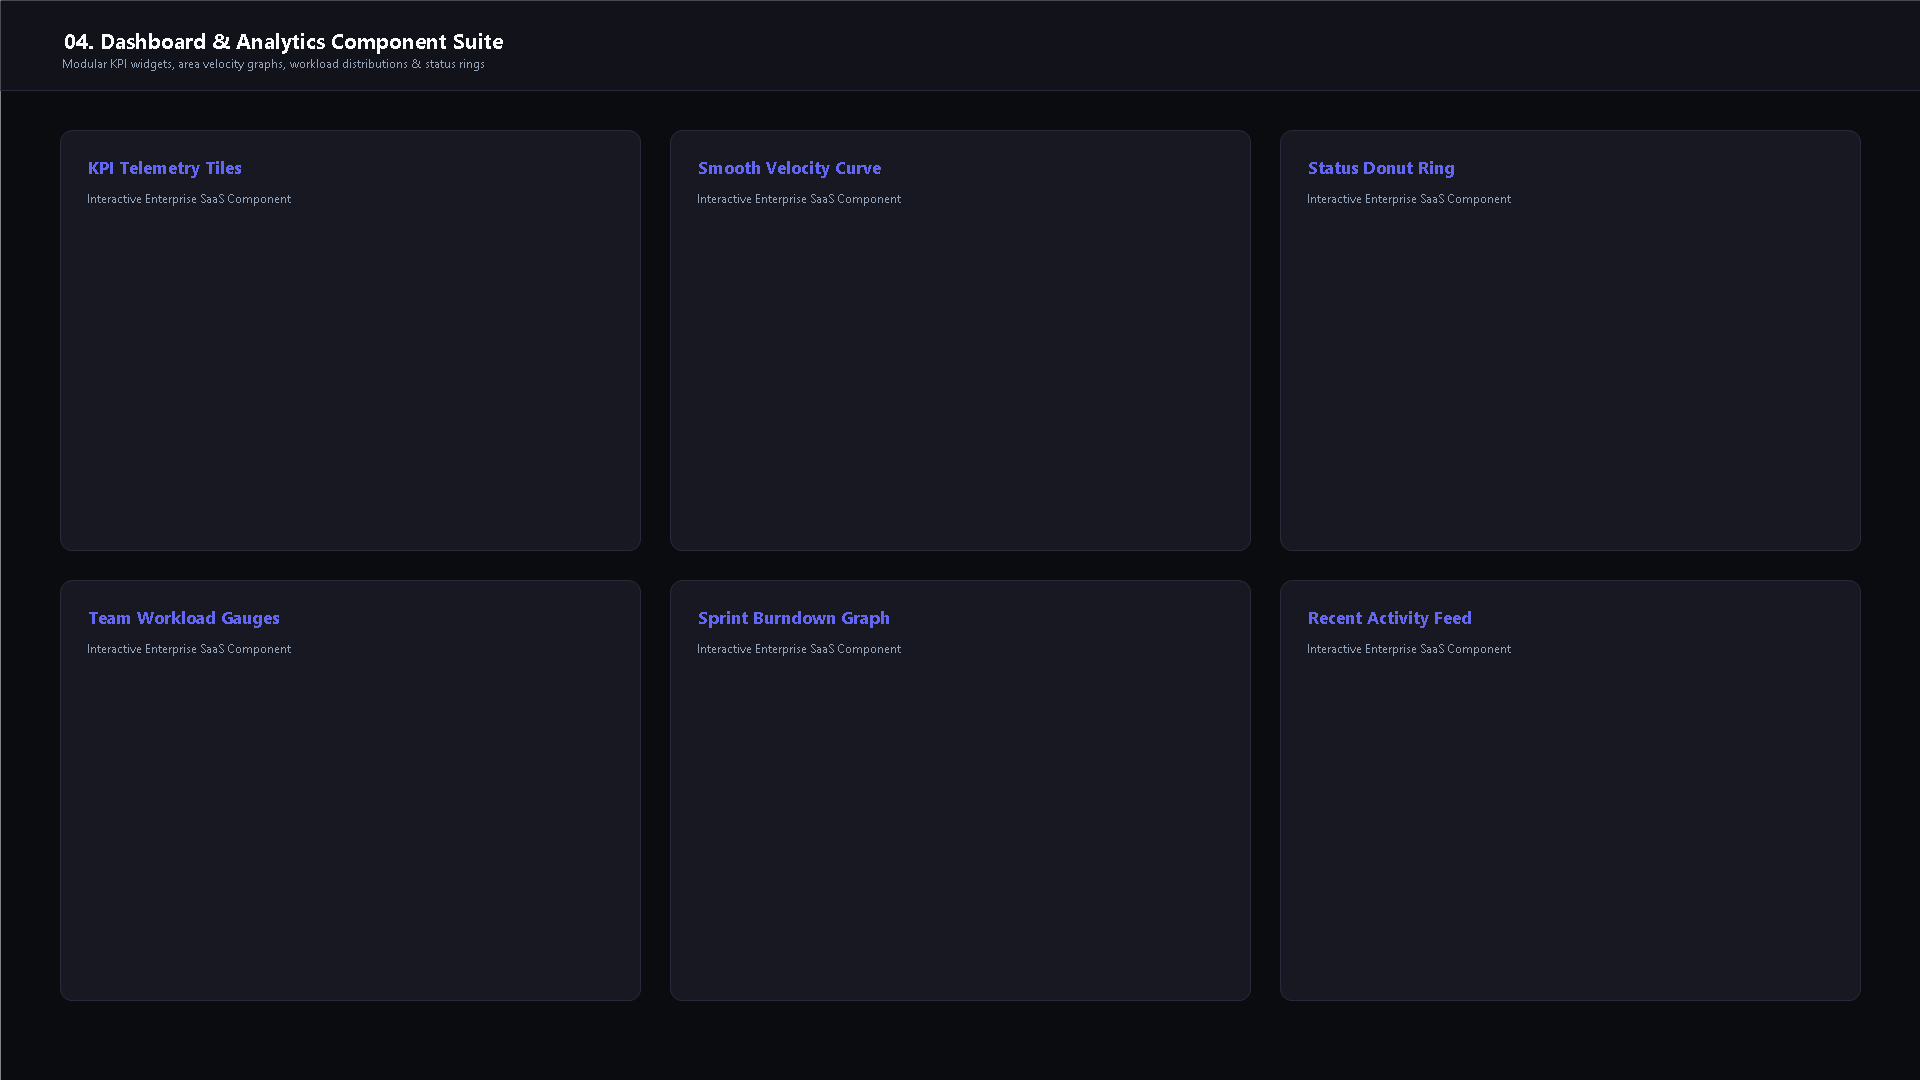 04. Dashboard & Analytics Component Suite
Modular KPI widgets, area velocity graphs, workload distributions & status rings
KPI Telemetry Tiles
Interactive Enterprise SaaS Component
Smooth Velocity Curve
Interactive Enterprise SaaS Component
Status Donut Ring
Interactive Enterprise SaaS Component
Team Workload Gauges
Interactive Enterprise SaaS Component
Sprint Burndown Graph
Interactive Enterprise SaaS Component
Recent Activity Feed
Interactive Enterprise SaaS Component